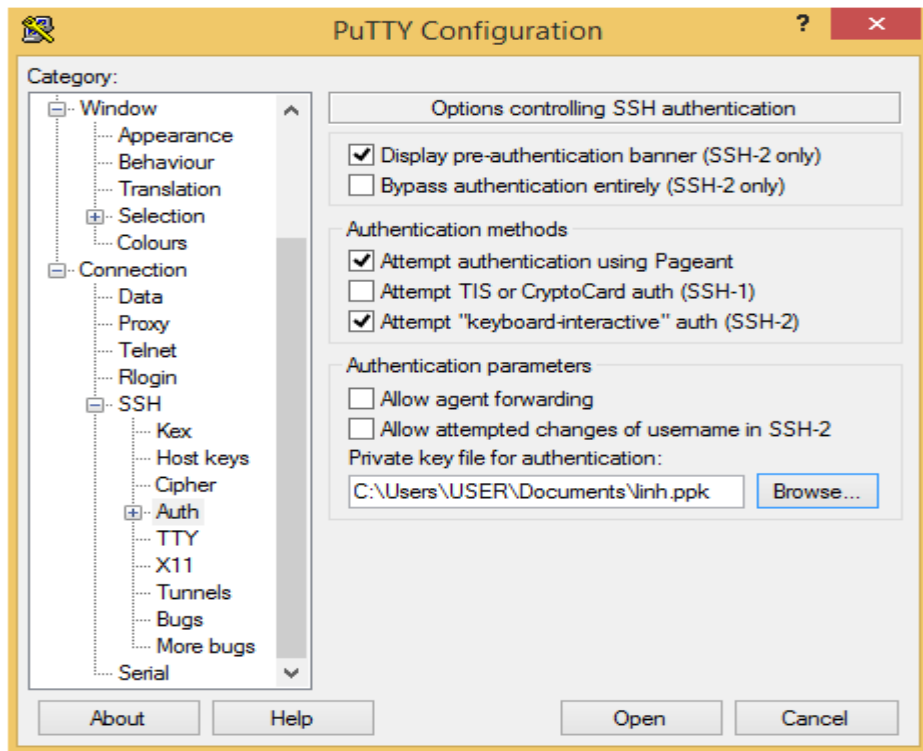 PuTTY Configuration
?
×
Category:
Window
Appearance
Behaviour
Translation
Selection
Colours
Connection
Data
Proxy
Telnet
Rlogin
SSH
Kex
Host keys
Cipher
Auth
TTY
X11
Tunnels
Bugs
More bugs
Serial
Options controlling SSH authentication
Display pre-authentication banner (SSH-2 only)
Bypass authentication entirely (SSH-2 only)
Authentication methods
Attempt authentication using Pageant
Attempt TIS or CryptoCard auth (SSH-1)
Attempt "keyboard-interactive" auth (SSH-2)
Authentication parameters
Allow agent forwarding
Allow attempted changes of username in SSH-2
Private key file for authentication:
C:\Users\USER\Documents\linh.ppk
Browse...
About
Help
Open
Cancel